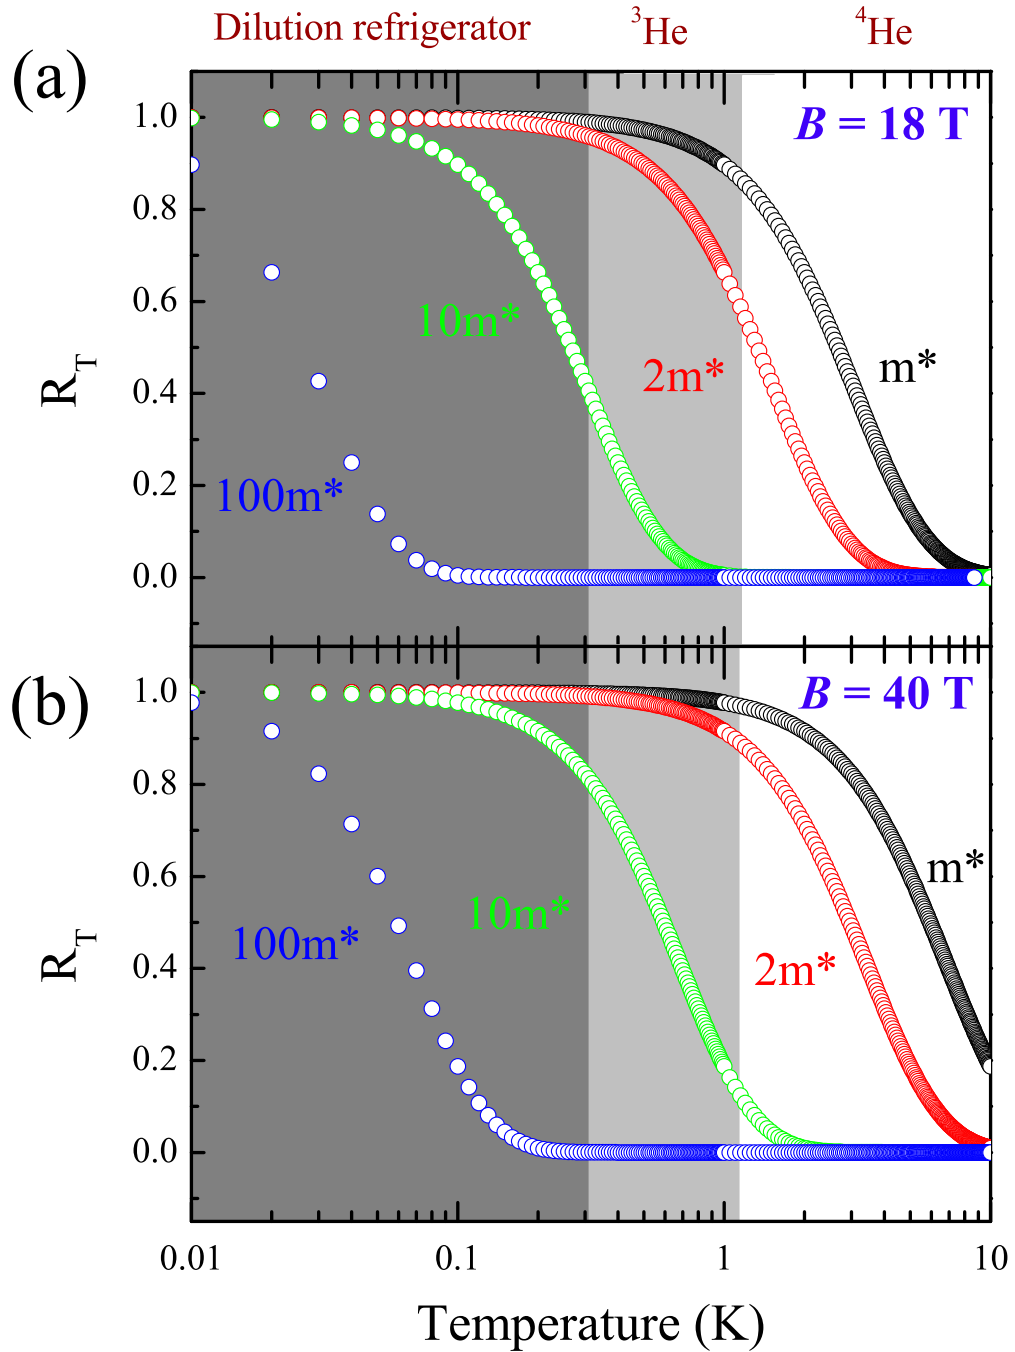 Dilution refrigerator ³He ⁴He
(a)
B = 18 T
1.0
0.8
0.6
0.4
0.2
0.0
R_T
10m*
2m*
m*
100m*
(b)
B = 40 T
1.0
0.8
0.6
0.4
0.2
0.0
R_T
m*
10m*
100m*
2m*
0.01 0.1 1 10
Temperature (K)